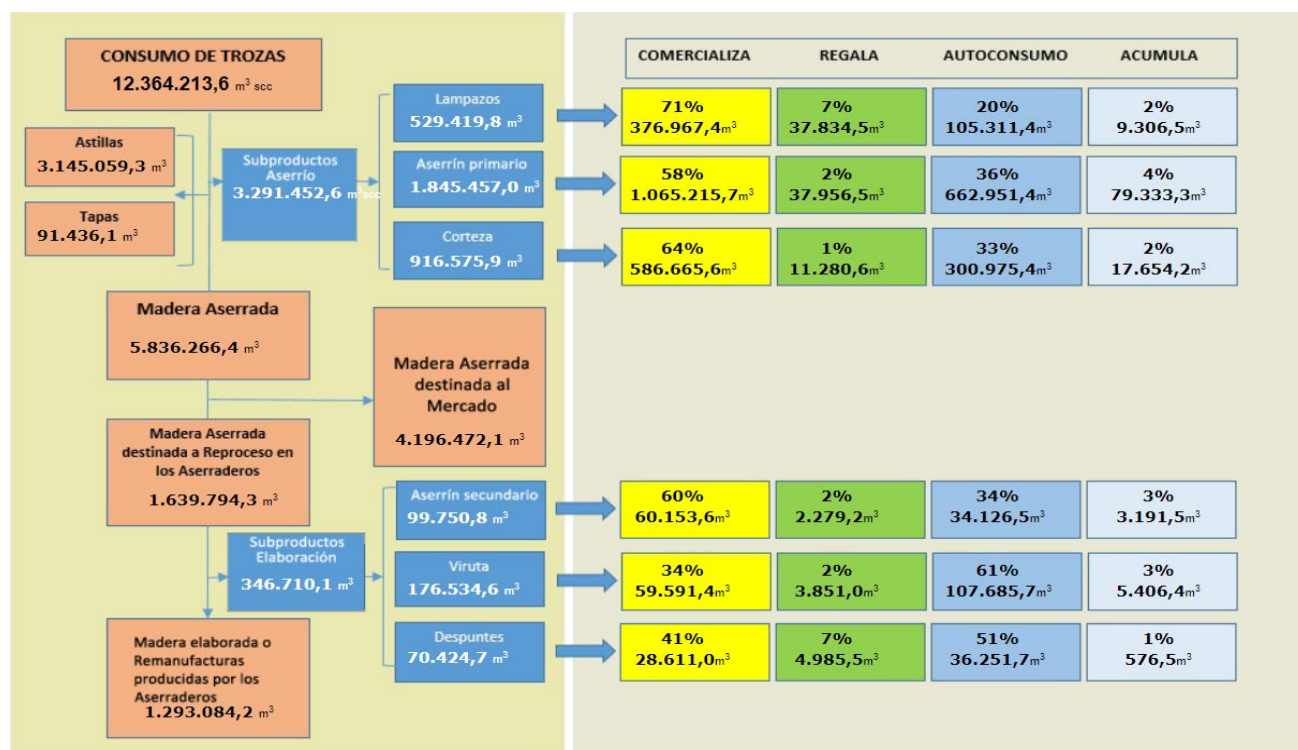 CONSUMO DE TROZAS
12.364.213,6 m³ scc
Astillas
3.145.059,3 m³
Tapas
91.436,1 m³
Subproductos
Aserrío
3.291.452,6 m³scc
Lampazos
529.419,8 m³
Aserrín primario
1.845.457,0 m³
Corteza
916.575,9 m³
Madera Aserrada
5.836.266,4 m³
Madera Aserrada
destinada al
Mercado
4.196.472,1 m³
Madera Aserrada
destinada a Reproceso en
los Aserraderos
1.639.794,3 m³
Subproductos
Elaboración
346.710,1 m³
Aserrín secundario
99.750,8 m³
Viruta
176.534,6 m³
Despuntes
70.424,7 m³
Madera elaborada o
Remanufacturas
producidas por los
Aserraderos
1.293.084,2 m³
COMERCIALIZA REGALA AUTOCONSUMO ACUMULA
71% 7% 20% 2%
376.967,4m³ 37.834,5m³ 105.311,4m³ 9.306,5m³
58% 2% 36% 4%
1.065.215,7m³ 37.956,5m³ 662.951,4m³ 79.333,3m³
64% 1% 33% 2%
586.665,6m³ 11.280,6m³ 300.975,4m³ 17.654,2m³
60% 2% 34% 3%
60.153,6m³ 2.279,2m³ 34.126,5m³ 3.191,5m³
34% 2% 61% 3%
59.591,4m³ 3.851,0m³ 107.685,7m³ 5.406,4m³
41% 7% 51% 1%
28.611,0m³ 4.985,5m³ 36.251,7m³ 576,5m³